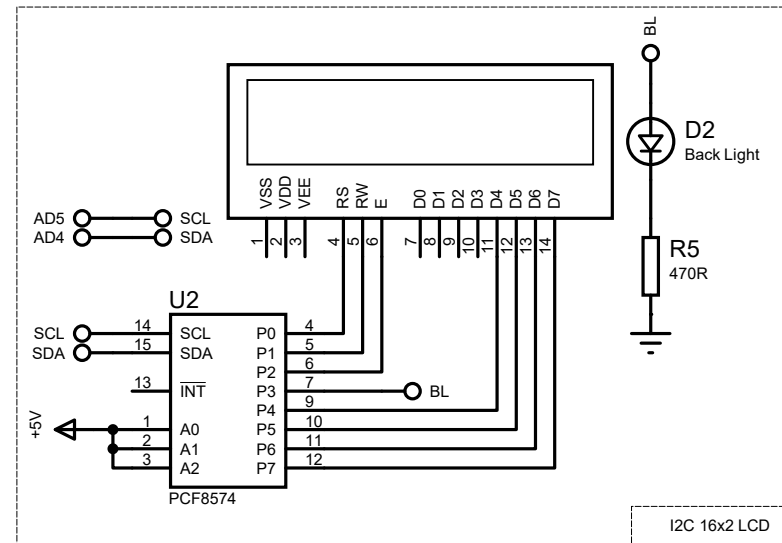 BL
D2
Back Light
VSS
VDD
VEE
RS
RW
E
D0
D1
D2
D3
D4
D5
D6
D7
1
2
3
4
5
6
7
8
9
10
11
12
13
14
AD5 SCL
AD4 SDA
R5
470R
U2
SCL 14 SCL P0 4
SDA 15 SDA P1 5
P2 6
13 INT P3 7 BL
P4 9
+5V 1 A0 P5 10
2 A1 P6 11
3 A2 P7 12
PCF8574
I2C 16x2 LCD